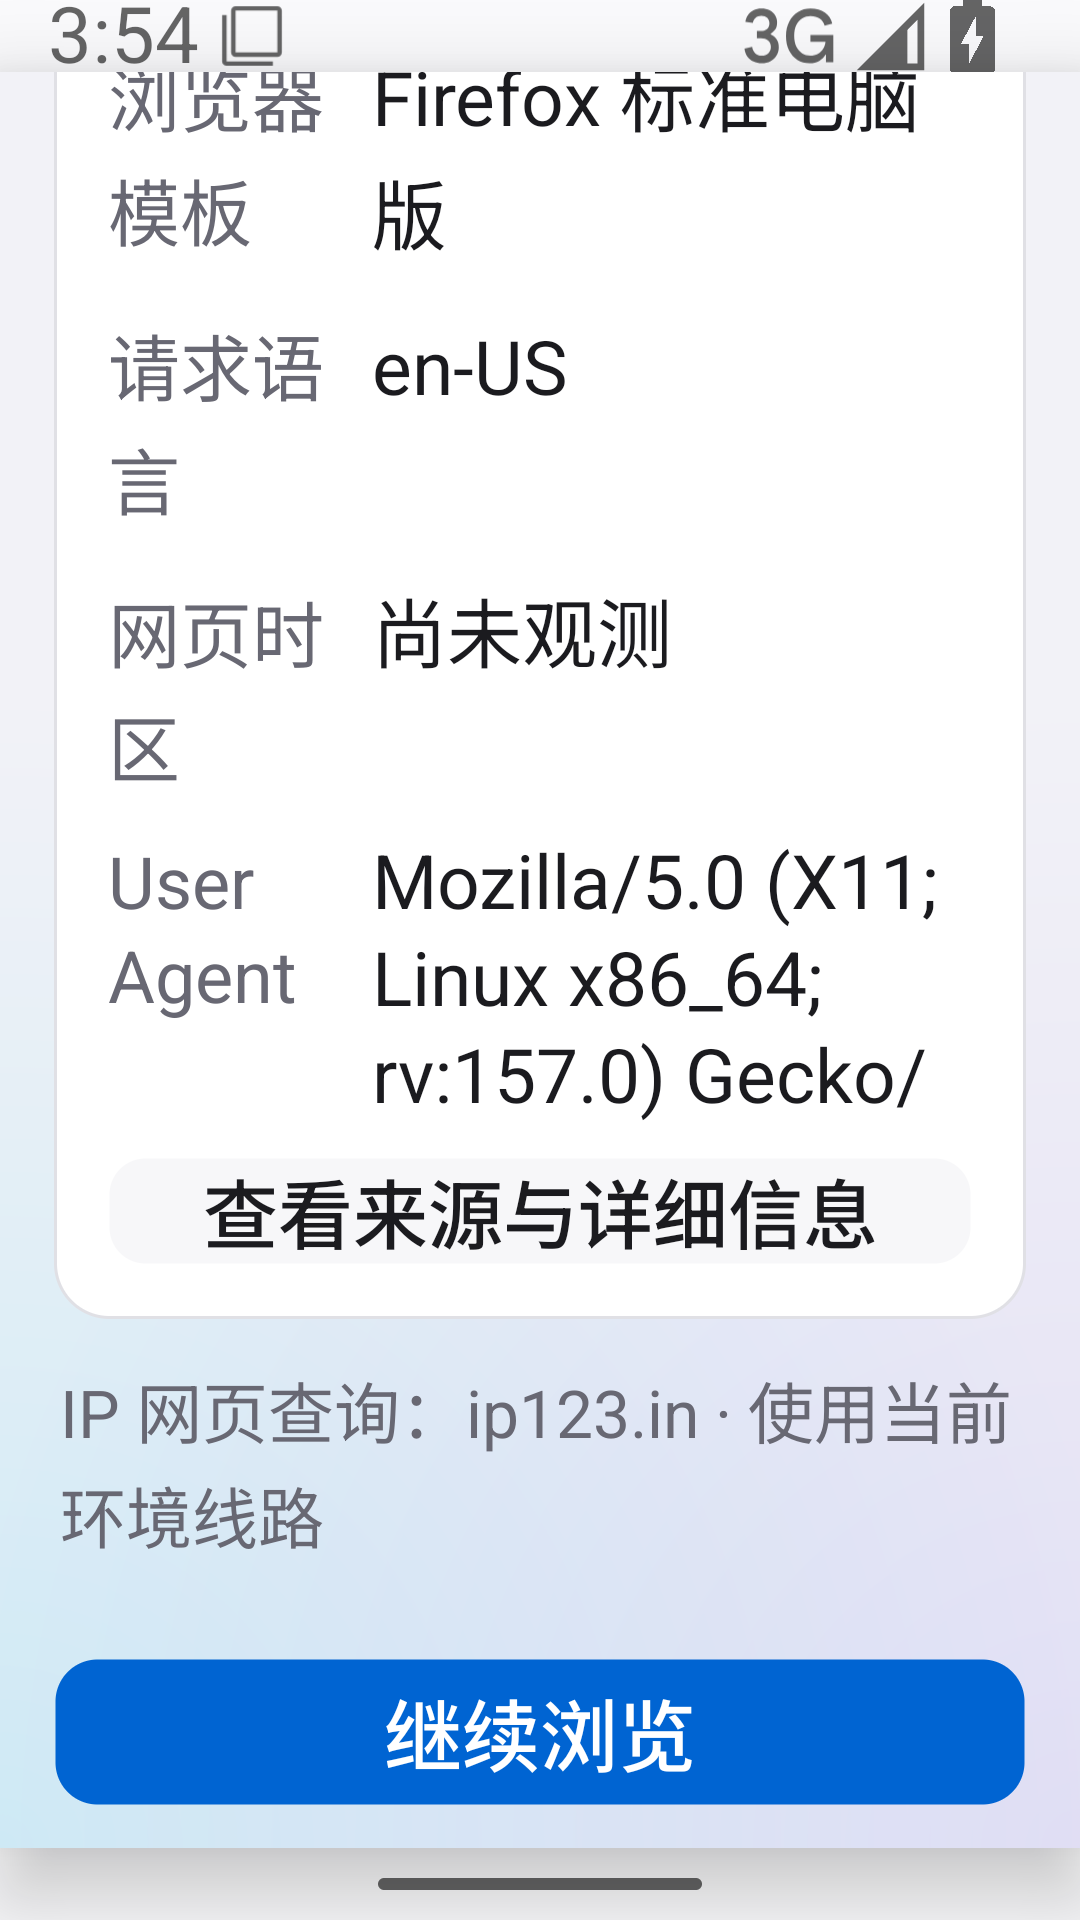 3:54 3G
浏览器 Firefox 标准电脑
模板 版
请求语 en-US
言
网页时 尚未观测
区
User Mozilla/5.0 (X11;
Agent Linux x86_64;
rv:157.0) Gecko/
查看来源与详细信息
IP 网页查询：ip123.in · 使用当前
环境线路
继续浏览